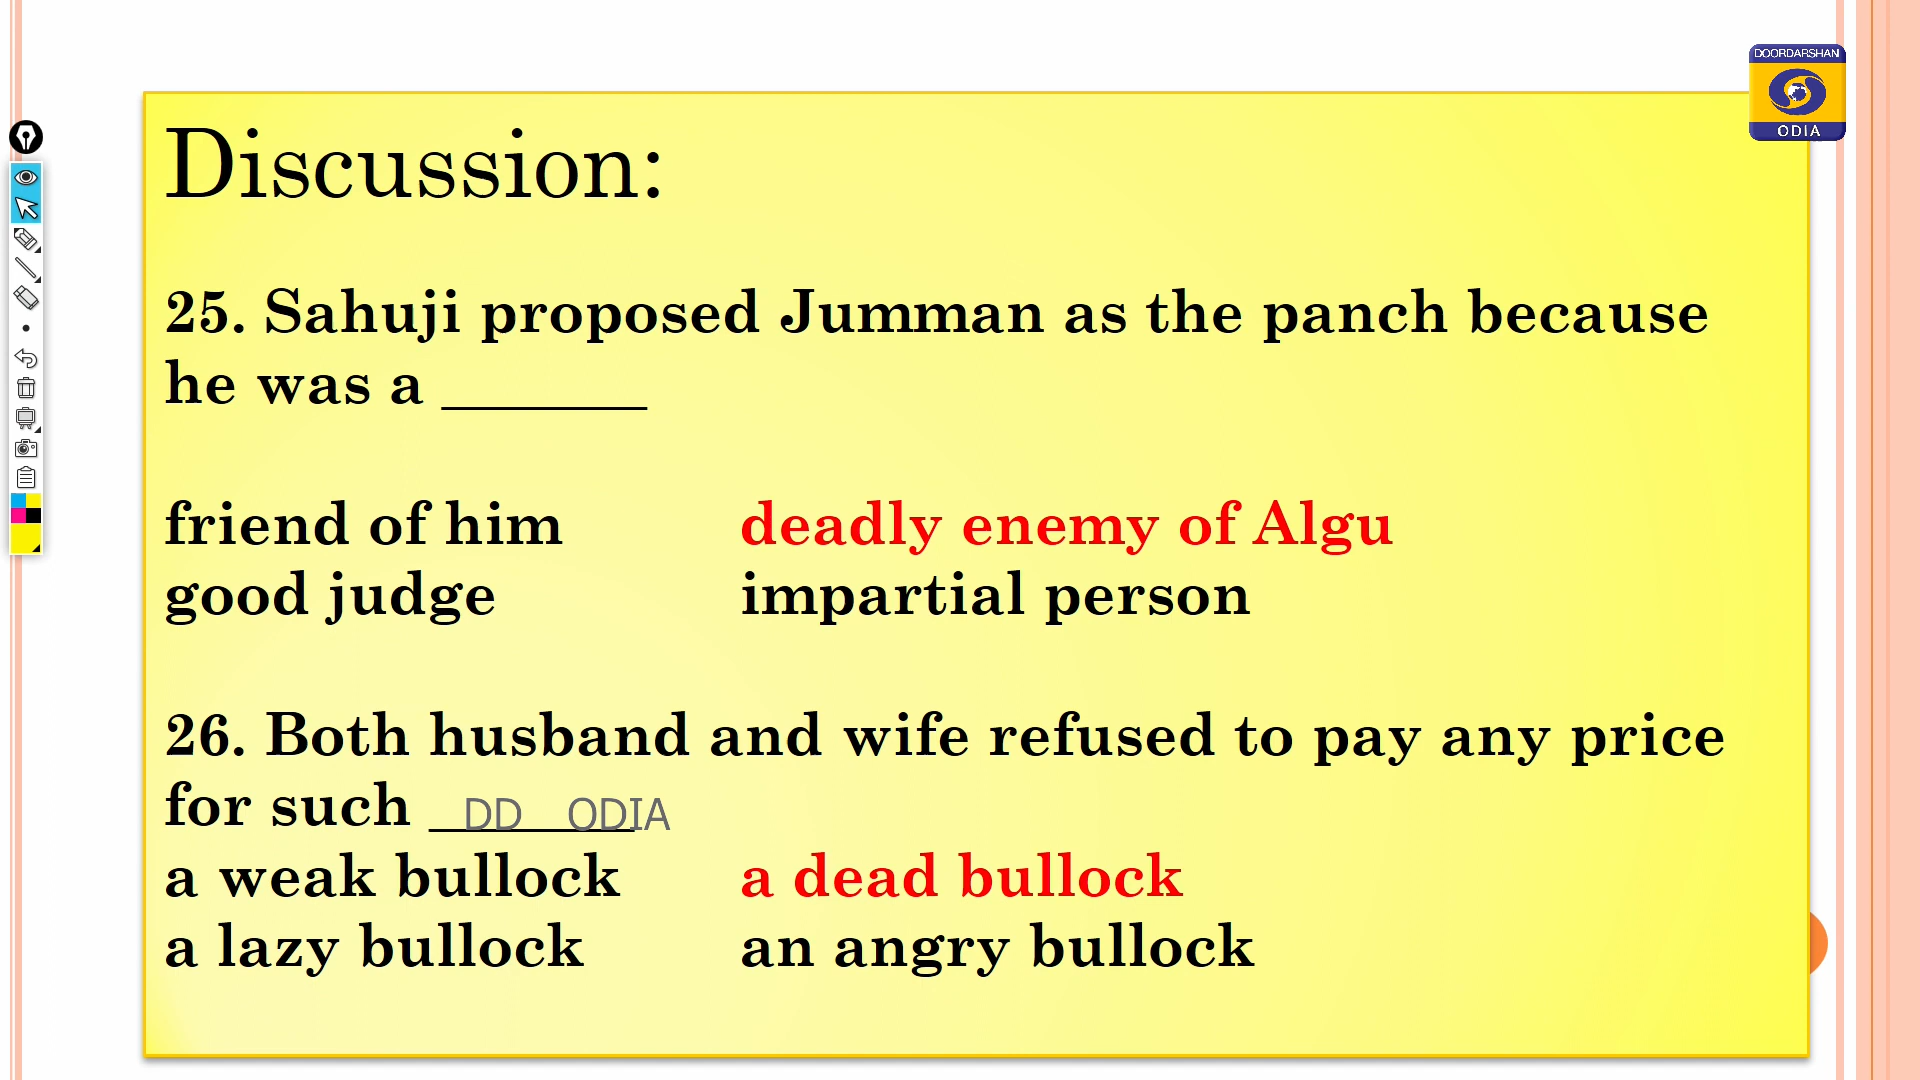 DOORDARSHAN
ODIA
Discussion:
25. Sahuji proposed Jumman as the panch because
he was a _______
friend of him deadly enemy of Algu
good judge impartial person
26. Both husband and wife refused to pay any price
for such _______
DD ODIA
a weak bullock a dead bullock
a lazy bullock an angry bullock